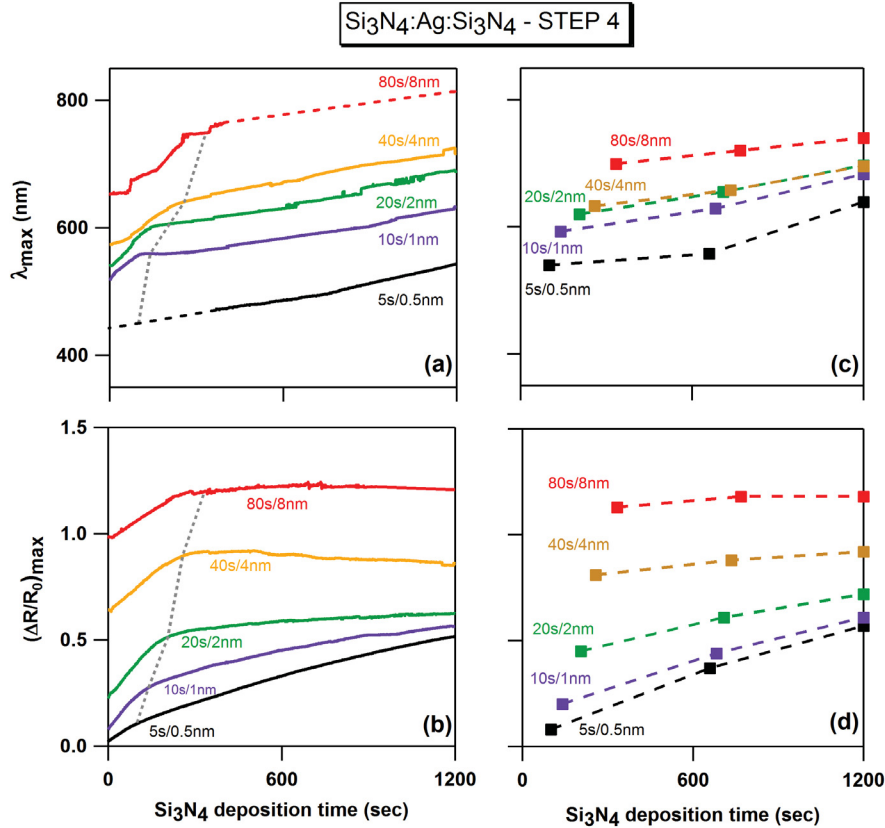 Si3N4:Ag:Si3N4 - STEP 4
800
600
400
λmax (nm)
80s/8nm
40s/4nm
20s/2nm
10s/1nm
5s/0.5nm
(a)
80s/8nm
20s/2nm
40s/4nm
10s/1nm
5s/0.5nm
(c)
1.5
1.0
0.5
0.0
(ΔR/R0)max
80s/8nm
40s/4nm
20s/2nm
10s/1nm
5s/0.5nm
(b)
0
600
1200
Si3N4 deposition time (sec)
80s/8nm
40s/4nm
20s/2nm
10s/1nm
5s/0.5nm
(d)
0
600
1200
Si3N4 deposition time (sec)